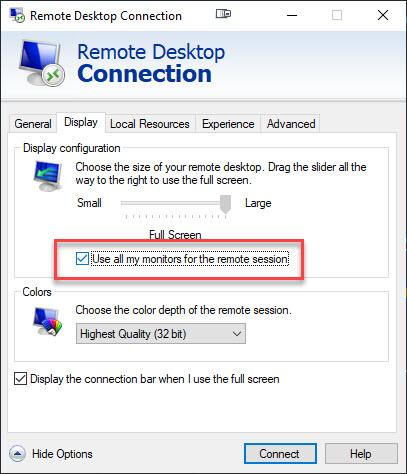 Remote Desktop Connection
Remote Desktop
Connection
General Display Local Resources Experience Advanced
Display configuration
Choose the size of your remote desktop. Drag the slider all the
way to the right to use the full screen.
Small Large
Full Screen
Use all my monitors for the remote session
Colors
Choose the color depth of the remote session.
Highest Quality (32 bit)
Display the connection bar when I use the full screen
Hide Options Connect Help